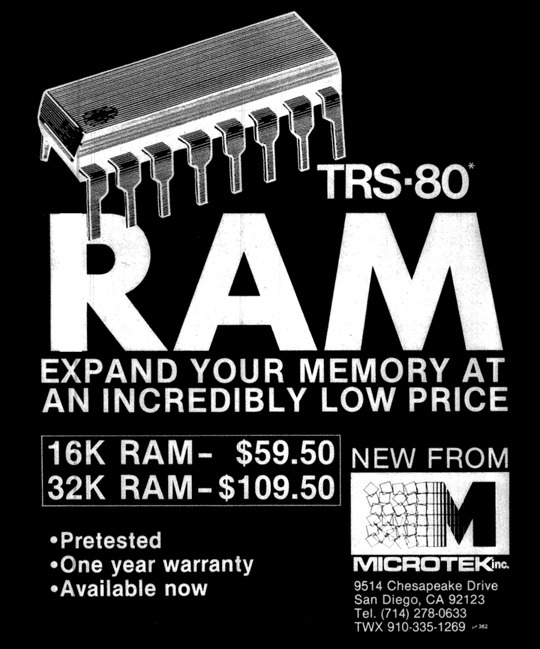 TRS-80*
RAM
EXPAND YOUR MEMORY AT
AN INCREDIBLY LOW PRICE
16K RAM– $59.50
32K RAM–$109.50
•Pretested
•One year warranty
•Available now
NEW FROM
M
MICROTEK inc.
9514 Chesapeake Drive
San Diego, CA 92123
Tel. (714) 278-0633
TWX 910-335-1269
362